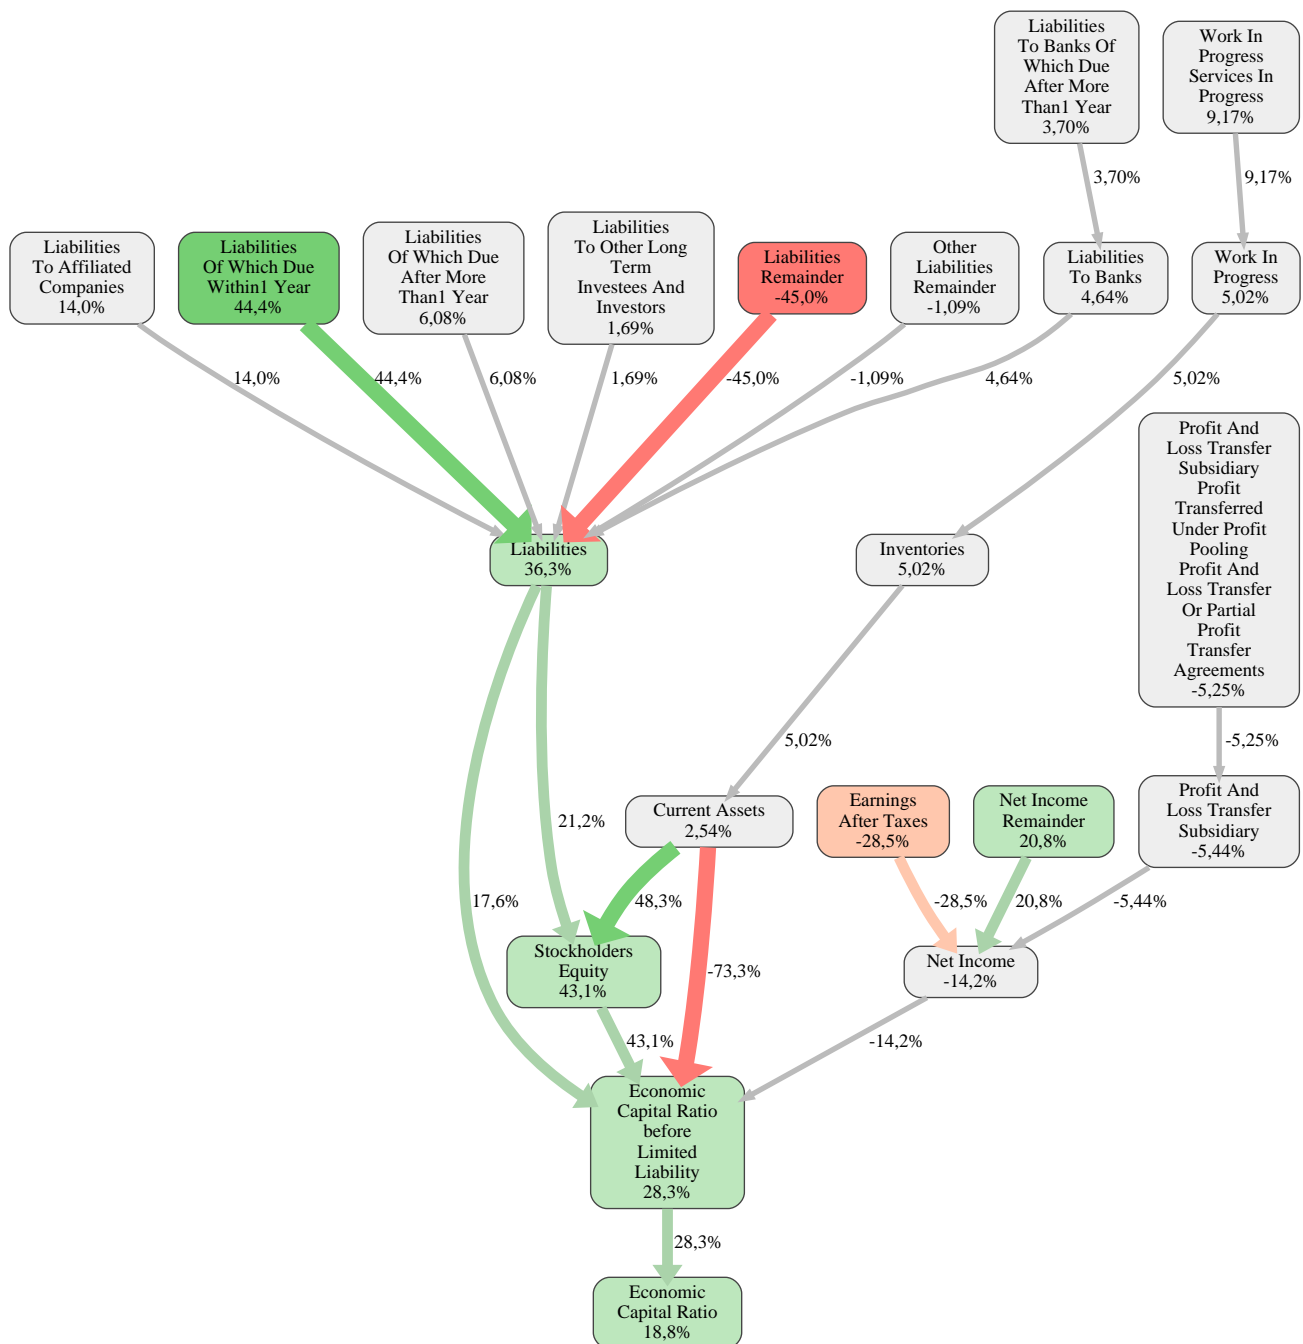 Liabilities
To Banks Of
Which Due
After More
Than1 Year
3,70%
Work In
Progress
Services In
Progress
9,17%
3,70%
9,17%
Liabilities
To Affiliated
Companies
14,0%
Liabilities
Of Which Due
Within1 Year
44,4%
Liabilities
Of Which Due
After More
Than1 Year
6,08%
Liabilities
To Other Long
Term
Investees And
Investors
1,69%
Liabilities
Remainder
-45,0%
Other
Liabilities
Remainder
-1,09%
Liabilities
To Banks
4,64%
Work In
Progress
5,02%
14,0%
44,4%
6,08%
1,69%
-45,0%
-1,09%
4,64%
5,02%
Profit And
Loss Transfer
Subsidiary
Profit
Transferred
Under Profit
Pooling
Profit And
Loss Transfer
Or Partial
Profit
Transfer
Agreements
-5,25%
Liabilities
36,3%
Inventories
5,02%
5,02%
-5,25%
Current Assets
2,54%
Earnings
After Taxes
-28,5%
Net Income
Remainder
20,8%
Profit And
Loss Transfer
Subsidiary
-5,44%
21,2%
17,6%
48,3%
-28,5%
20,8%
-5,44%
Stockholders
Equity
43,1%
-73,3%
Net Income
-14,2%
43,1%
-14,2%
Economic
Capital Ratio
before
Limited
Liability
28,3%
28,3%
Economic
Capital Ratio
18,8%